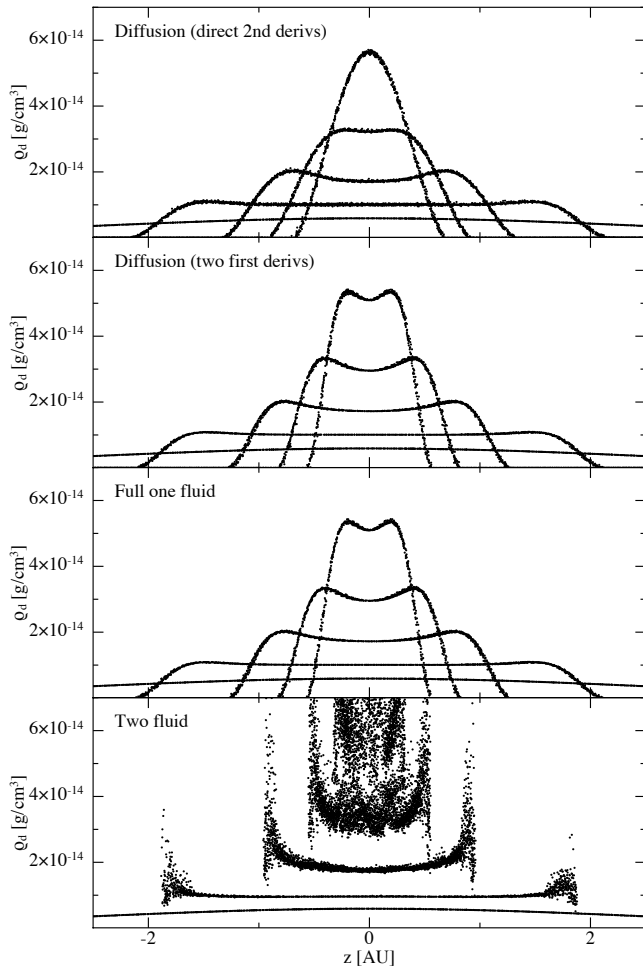 Diffusion (direct 2nd derivs)
6×10⁻¹⁴
4×10⁻¹⁴
2×10⁻¹⁴
ϱd [g/cm³]
Diffusion (two first derivs)
6×10⁻¹⁴
4×10⁻¹⁴
2×10⁻¹⁴
ϱd [g/cm³]
Full one fluid
6×10⁻¹⁴
4×10⁻¹⁴
2×10⁻¹⁴
ϱd [g/cm³]
Two fluid
6×10⁻¹⁴
4×10⁻¹⁴
2×10⁻¹⁴
ϱd [g/cm³]
-2 0 2
z [AU]